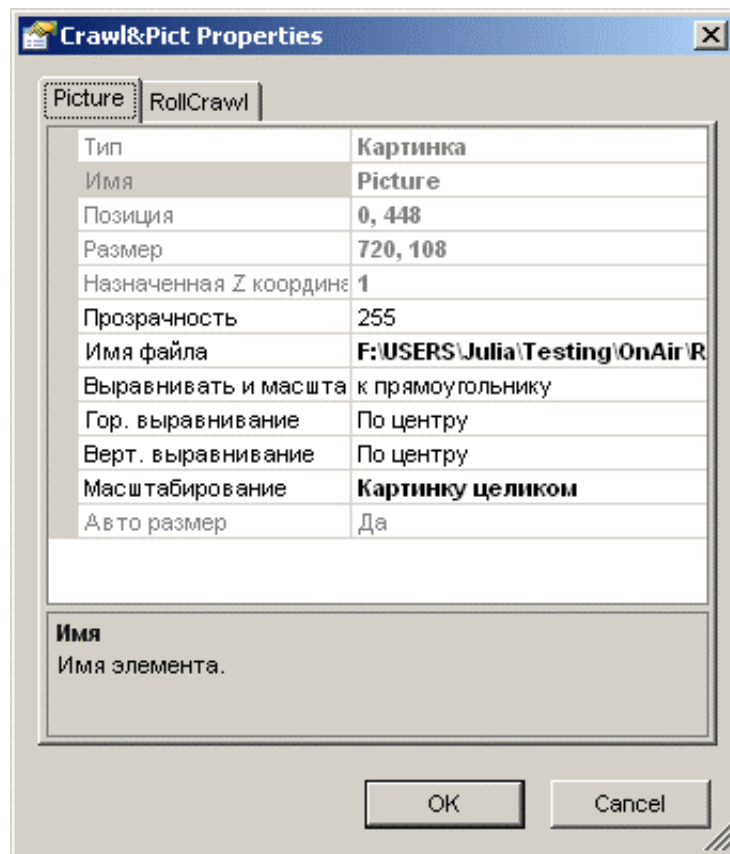 Crawl&Pict Properties
Picture RollCrawl
Тип Картинка
Имя Picture
Позиция 0, 448
Размер 720, 108
Назначенная Z координа 1
Прозрачность 255
Имя файла F:\USERS\Julia\Testing\OnAir\R
Выравнивать и масшта к прямоугольнику
Гор. выравнивание По центру
Верт. выравнивание По центру
Масштабирование Картинку целиком
Авто размер Да
Имя
Имя элемента.
OK Cancel